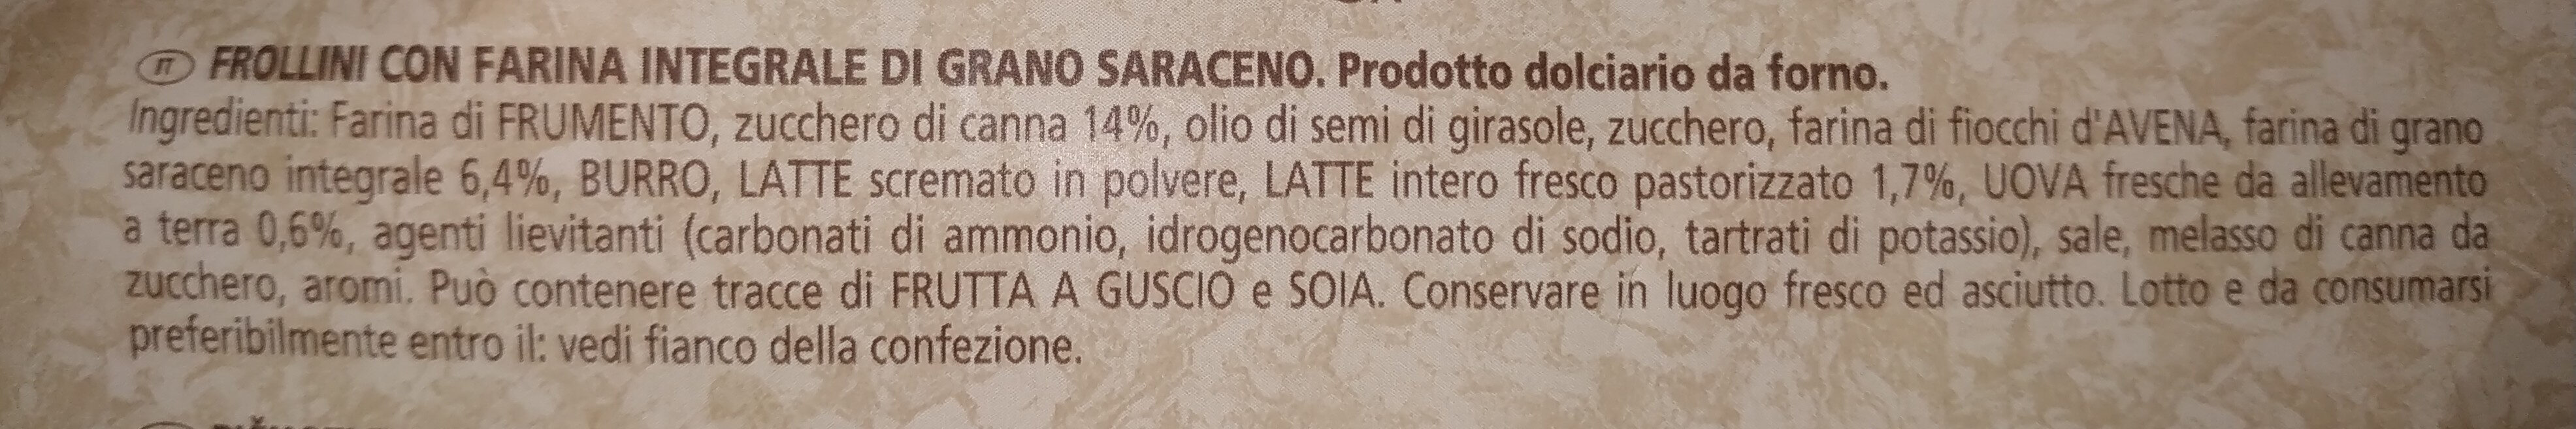 IT FROLLINI CON FARINA INTEGRALE DI GRANO SARACENO. Prodotto dolciario da forno.
Ingredienti: Farina di FRUMENTO, zucchero di canna 14%, olio di semi di girasole, zucchero, farina di fiocchi d'AVENA, farina di grano
saraceno integrale 6,4%, BURRO, LATTE scremato in polvere, LATTE intero fresco pastorizzato 1,7%, UOVA fresche da allevamento
a terra 0,6%, agenti lievitanti (carbonati di ammonio, idrogenocarbonato di sodio, tartrati di potassio), sale, melasso di canna da
zucchero, aromi. Può contenere tracce di FRUTTA A GUSCIO e SOIA. Conservare in luogo fresco ed asciutto. Lotto e da consumarsi
preferibilmente entro il: vedi fianco della confezione.